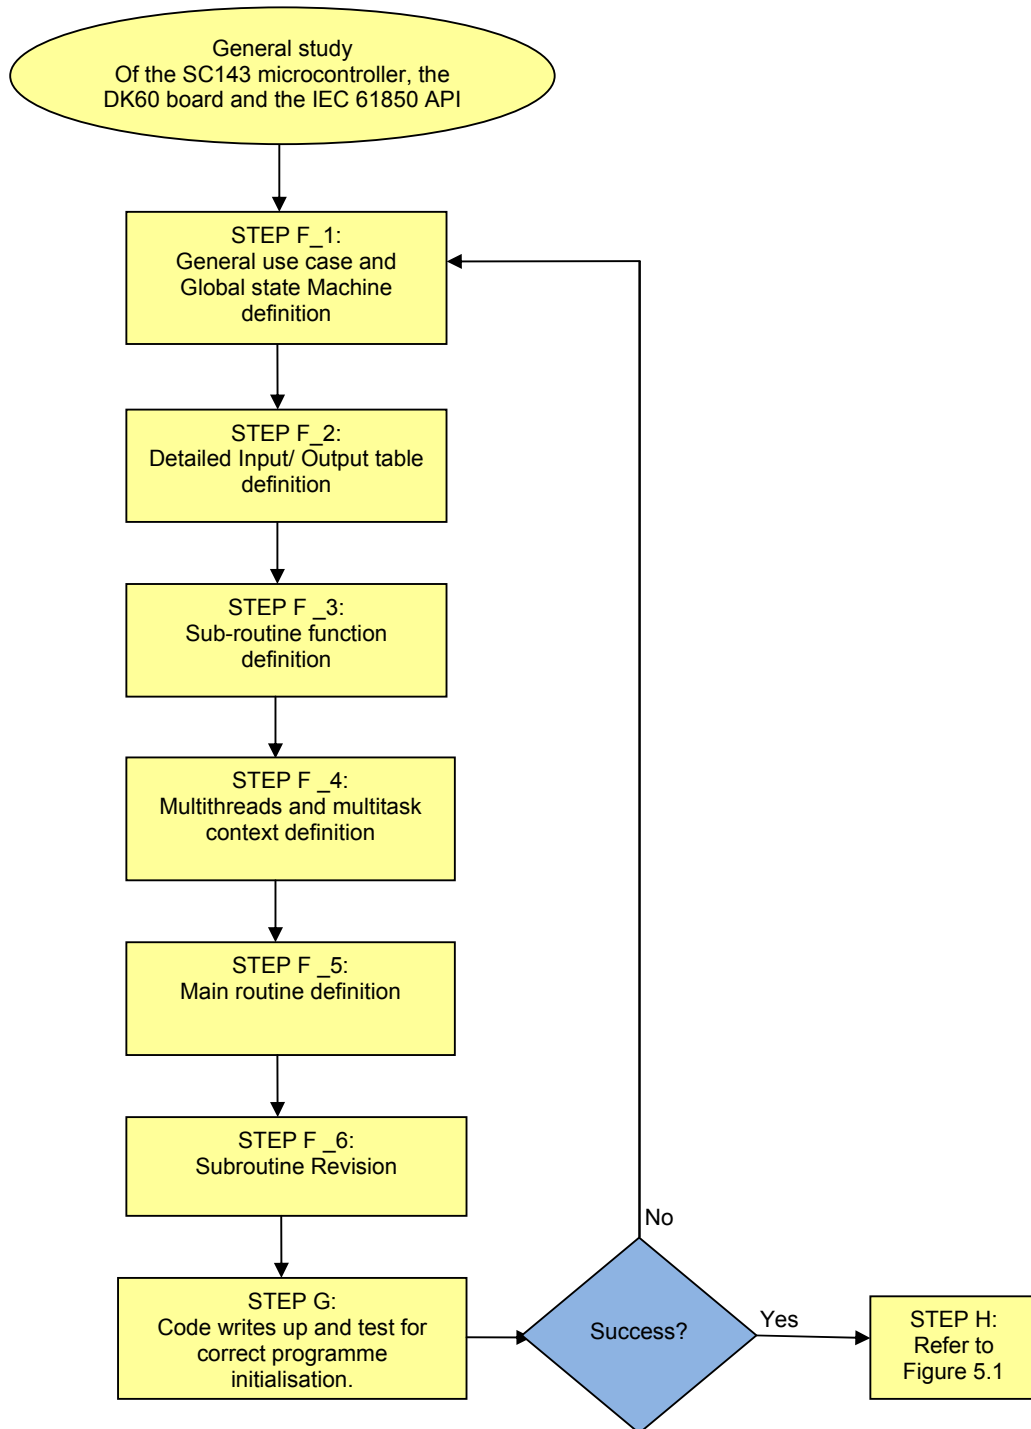 General study
Of the SC143 microcontroller, the
DK60 board and the IEC 61850 API
STEP F_1:
General use case and
Global state Machine
definition
STEP F_2:
Detailed Input/ Output table
definition
STEP F _3:
Sub-routine function
definition
STEP F _4:
Multithreads and multitask
context definition
STEP F _5:
Main routine definition
STEP F _6:
Subroutine Revision
STEP G:
Code writes up and test for
correct programme
initialisation.
Success?
No
Yes
STEP H:
Refer to
Figure 5.1